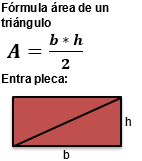 Fórmula área de un
triángulo
A = b * h / 2
Entra pleca:
h
b